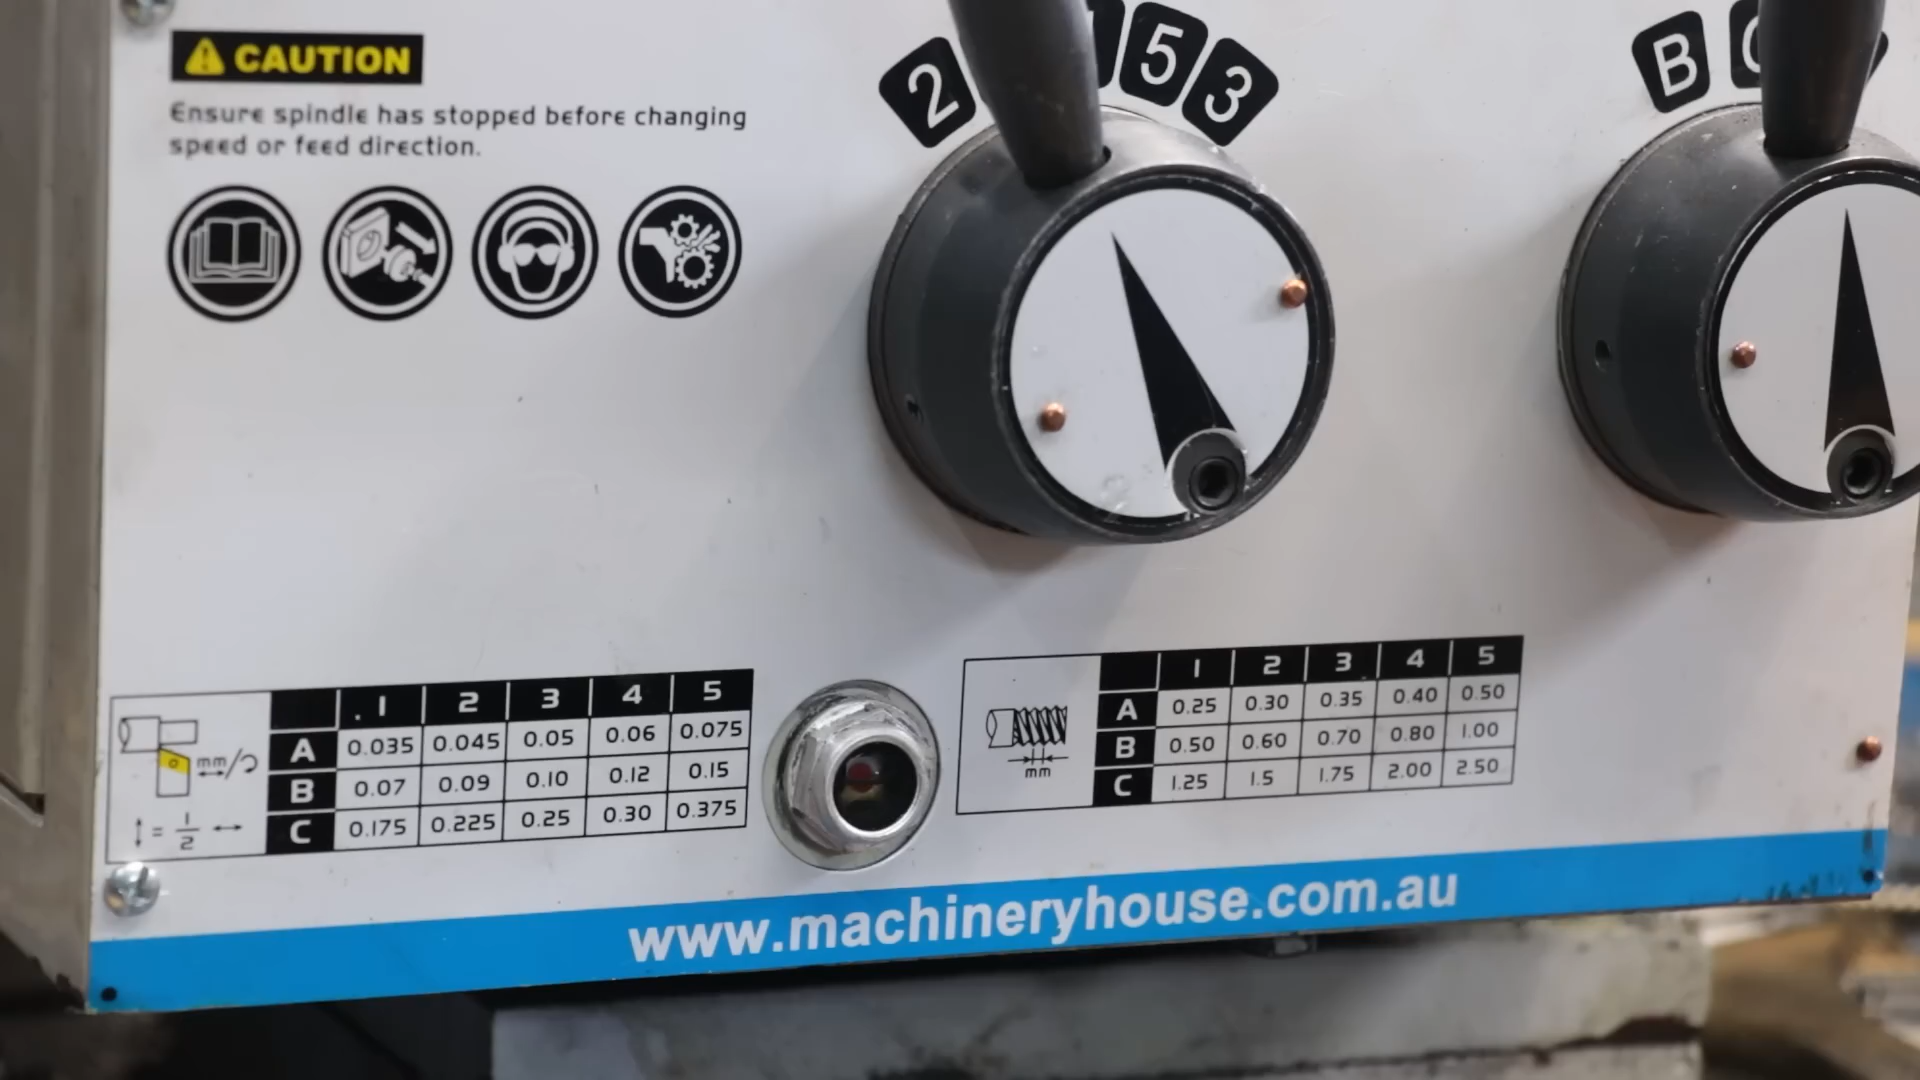 CAUTION
Ensure spindle has stopped before changing
speed or feed direction.
2 5 3
B
1 2 3 4 5
mm/
A 0.035 0.045 0.05 0.06 0.075
B 0.07 0.09 0.10 0.12 0.15
= 1/2
C 0.175 0.225 0.25 0.30 0.375
1 2 3 4 5
A 0.25 0.30 0.35 0.40 0.50
B 0.50 0.60 0.70 0.80 1.00
mm
C 1.25 1.5 1.75 2.00 2.50
www.machineryhouse.com.au